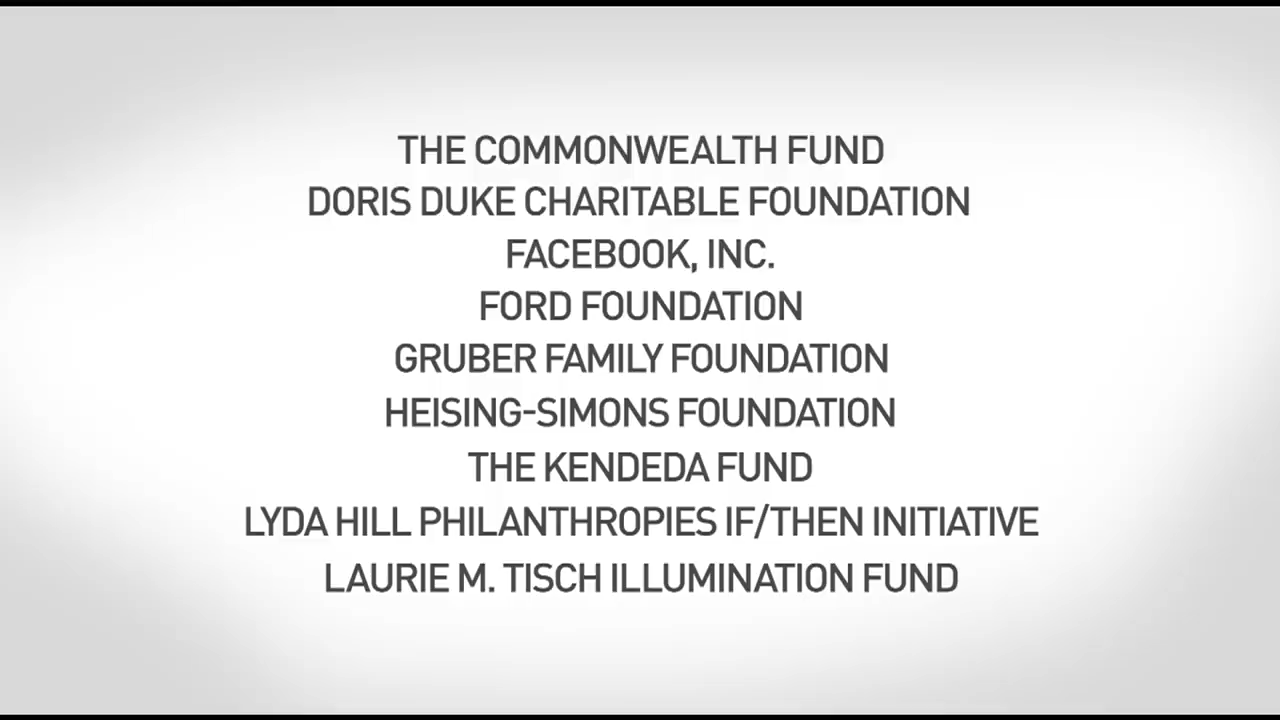 THE COMMONWEALTH FUND
DORIS DUKE CHARITABLE FOUNDATION
FACEBOOK, INC.
FORD FOUNDATION
GRUBER FAMILY FOUNDATION
HEISING-SIMONS FOUNDATION
THE KENDEDA FUND
LYDA HILL PHILANTHROPIES IF/THEN INITIATIVE
LAURIE M. TISCH ILLUMINATION FUND